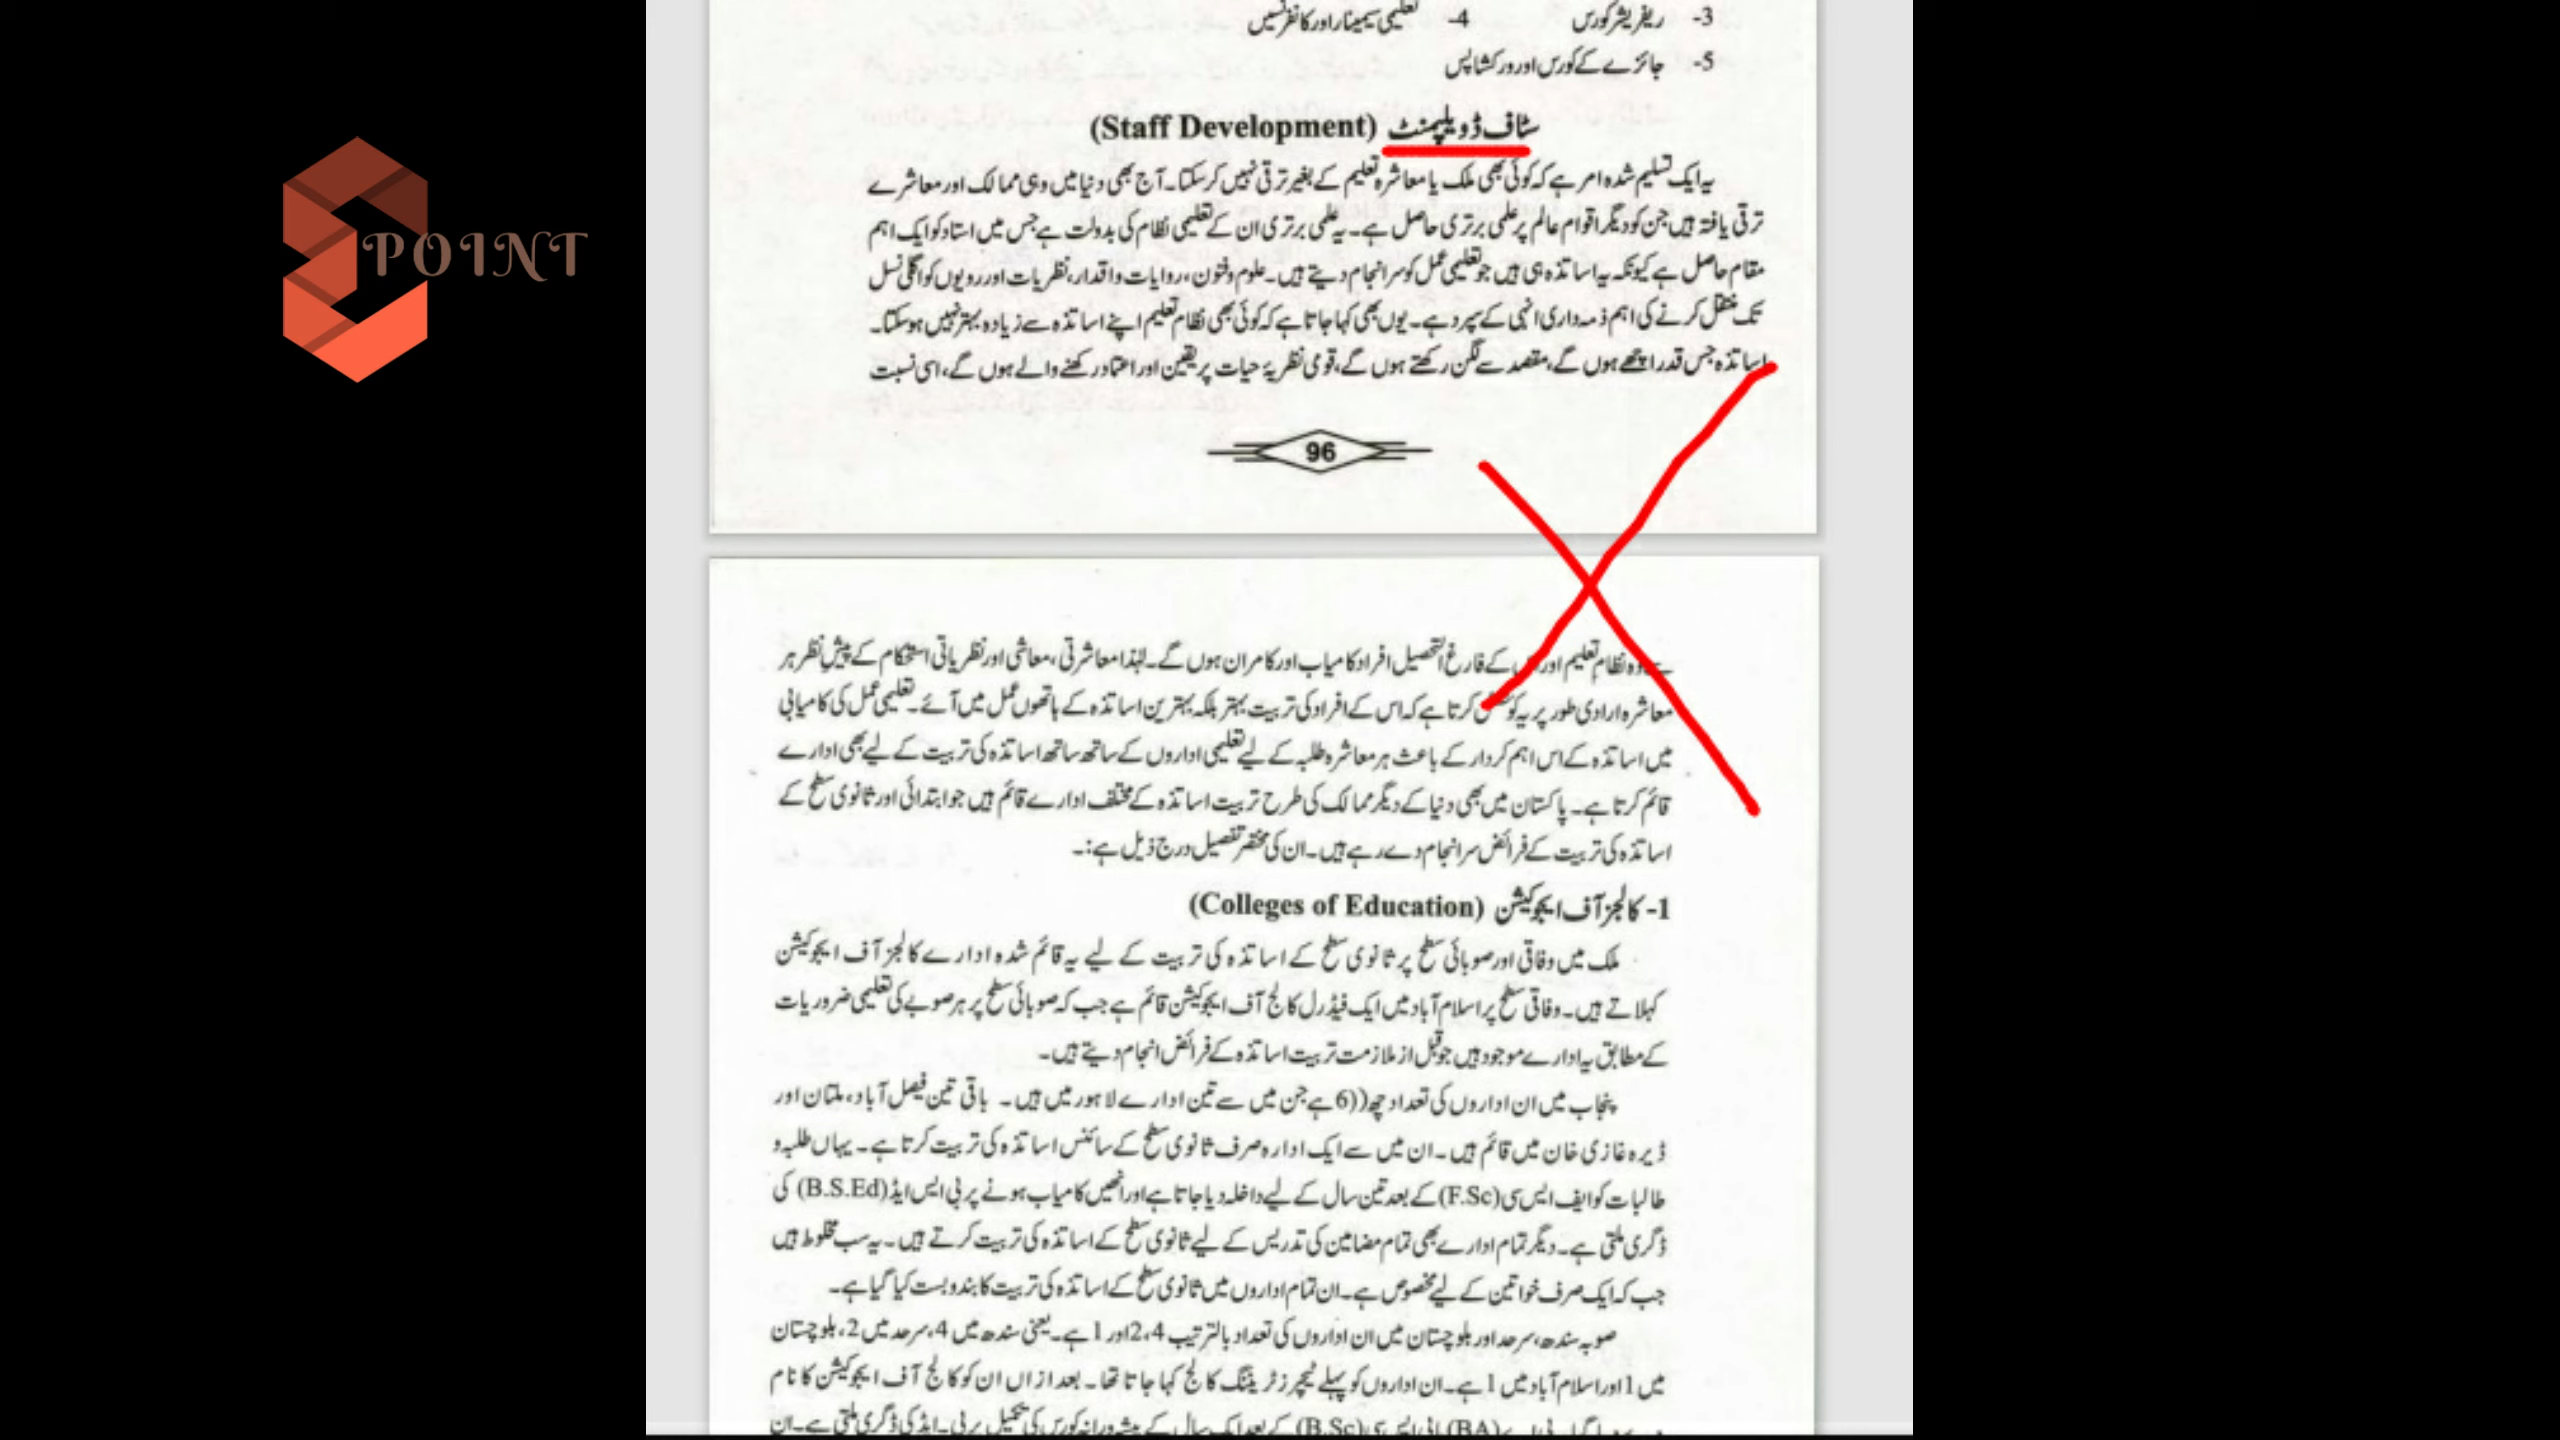 POINT
3- ریفریشر کورس 4- تعلیمی سیمینار اور کانفرنسیں
5- جائزے کے کورس اور ورکشاپس
سٹاف ڈویلپمنٹ (Staff Development)
یہ ایک تسلیم شدہ امر ہے کہ کوئی بھی ملک یا معاشرہ تعلیم کے بغیر ترقی نہیں کر سکتا۔ آج بھی دنیا میں وہی ممالک اور معاشرے
ترقی یافتہ ہیں جن کو دیگر اقوام عالم پر علمی برتری حاصل ہے۔ یہ علمی برتری ان کے تعلیمی نظام کی بدولت ہے جس میں استاد کو ایک اہم
مقام حاصل ہے کیونکہ یہ اساتذہ ہی ہیں جو تعلیمی عمل کو سرانجام دیتے ہیں۔ علوم و فنون، روایات و اقدار، نظریات اور رویوں کو اگلی نسل
تک منتقل کرنے کی اہم ذمہ داری انہی کے سپرد ہے۔ یوں بھی کہا جاتا ہے کہ کوئی بھی نظام تعلیم اپنے اساتذہ سے زیادہ بہتر نہیں ہو سکتا۔
اساتذہ جس قدر اچھے ہوں گے، مقصد سے لگن رکھتے ہوں گے، قومی نظریۂ حیات پر یقین اور اعتماد رکھنے والے ہوں گے، اسی نسبت
96
سے وہ نظام تعلیم اور اس کے فارغ التحصیل افراد کامیاب اور کامران ہوں گے۔ لہٰذا معاشرتی، معاشی اور نظریاتی استحکام کے پیشِ نظر ہر
معاشرہ ارادی طور پر یہ کوشش کرتا ہے کہ اس کے افراد کی تربیت بہتر بلکہ بہترین اساتذہ کے ہاتھوں عمل میں آئے۔ تعلیمی عمل کی کامیابی
میں اساتذہ کے اس اہم کردار کے باعث ہر معاشرہ طلبہ کے لیے تعلیمی اداروں کے ساتھ ساتھ اساتذہ کی تربیت کے لیے بھی ادارے
قائم کرتا ہے۔ پاکستان میں بھی دنیا کے دیگر ممالک کی طرح تربیت اساتذہ کے مختلف ادارے قائم ہیں جو ابتدائی اور ثانوی سطح کے
اساتذہ کی تربیت کے فرائض سرانجام دے رہے ہیں۔ ان کی مختصر تفصیل درج ذیل ہے:۔
1- کالجز آف ایجوکیشن (Colleges of Education)
ملک میں وفاقی اور صوبائی سطح پر ثانوی سطح کے اساتذہ کی تربیت کے لیے یہ قائم شدہ ادارے کالجز آف ایجوکیشن
کہلاتے ہیں۔ وفاقی سطح پر اسلام آباد میں ایک فیڈرل کالج آف ایجوکیشن قائم ہے جب کہ صوبائی سطح پر ہر صوبے کی تعلیمی ضروریات
کے مطابق یہ ادارے موجود ہیں جو قبل از ملازمت تربیت اساتذہ کے فرائض انجام دیتے ہیں۔
پنجاب میں ان اداروں کی تعداد چھ((6 ہے جن میں سے تین ادارے لاہور میں ہیں۔ باقی تین فیصل آباد، ملتان اور
ڈیرہ غازی خان میں قائم ہیں۔ ان میں سے ایک ادارہ صرف ثانوی سطح کے سائنس اساتذہ کی تربیت کرتا ہے۔ یہاں طلبہ و
طالبات کو ایف ایس سی (F.Sc) کے بعد تین سال کے لیے داخلہ دیا جاتا ہے اور انھیں کامیاب ہونے پر بی ایس ایڈ (B.S.Ed) کی
ڈگری ملتی ہے۔ دیگر تمام ادارے بھی تمام مضامین کی تدریس کے لیے ثانوی سطح کے اساتذہ کی تربیت کرتے ہیں۔ یہ سب مخلوط ہیں
جب کہ ایک صرف خواتین کے لیے مخصوص ہے۔ ان تمام اداروں میں ثانوی سطح کے اساتذہ کی تربیت کا بندوبست کیا گیا ہے۔
صوبہ سندھ، سرحد اور بلوچستان میں ان اداروں کی تعداد بالترتیب 4،2 اور 1 ہے۔ یعنی سندھ میں 4، سرحد میں 2، بلوچستان
میں 1 اور اسلام آباد میں 1 ہے۔ ان اداروں کو پہلے ٹیچرز ٹریننگ کالج کہا جاتا تھا۔ بعد ازاں ان کو کالج آف ایجوکیشن کا نام
(BA) بی ایس سی (B.Sc) کے بعد ایک سال کے پیشہ ورانہ کورس کی تکمیل پر بی۔ ایڈ کی ڈگری ملتی ہے۔ ان